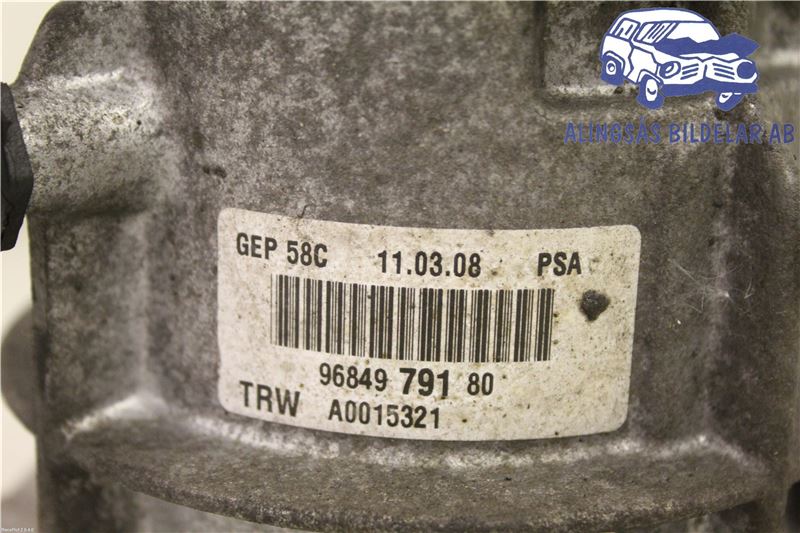 ALINGSÅS BILDELAR AB
GEP 58C 11.03.08 PSA
96849 791 80
TRW A0015321